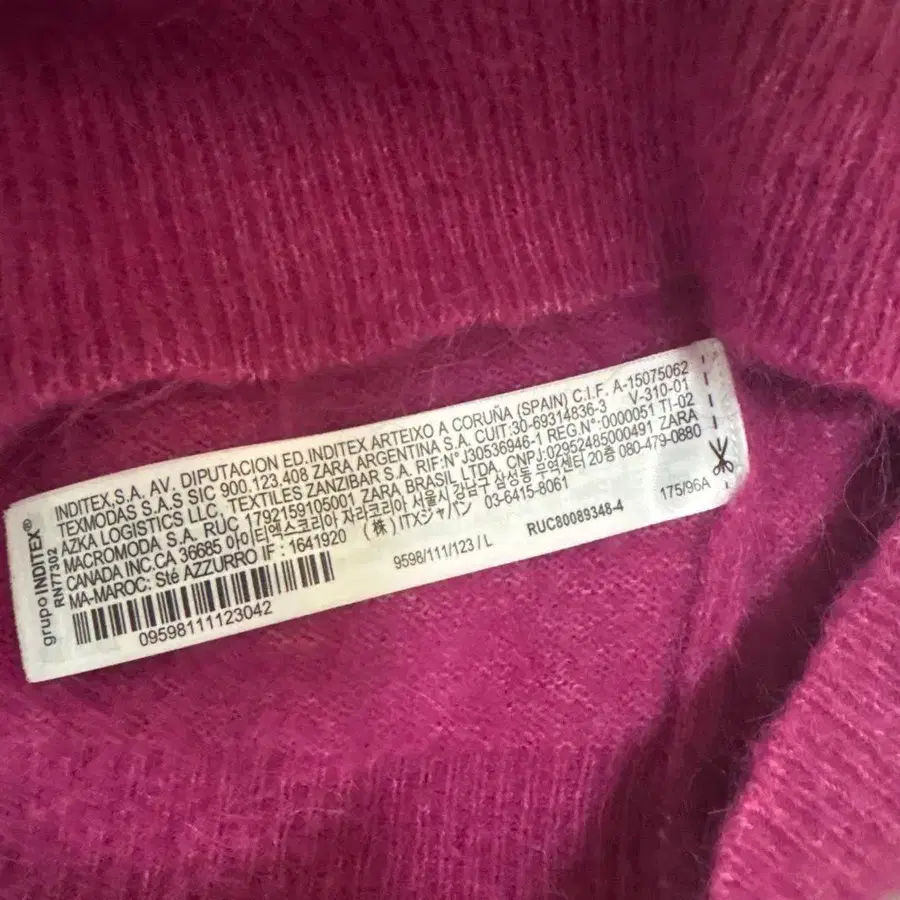 grupo INDITEX®
RN77302
INDITEX,S.A. AV. DIPUTACION ED.INDITEX ARTEIXO A CORUÑA (SPAIN) C.I.F. A-15075062
TEXMODAS S.A.S SIC 900.123.408 ZARA ARGENTINA S.A. CUIT:30-69314836-3 V-310-01
AZKA LOGISTICS LLC, TEXTILES ZANZIBAR S.A. RIF:N° J30536946-1 REG.N°·0000051 TI-02
MACROMODA S.A. RUC 1792159105001 ZARA BRASIL LTDA. CNPJ:02952485000491 ZARA
CANADA INC.CA 36685 아이티엑스코리아 자라코리아 서울시 강남구 삼성동 무역센터 20층 080-479-0880
MA-MAROC: Sté AZZURRO IF : 1641920 (株) ITXジャパン 03-6415-8061
175/96A
9598/111/123/L RUC80089348-4
09598111123042